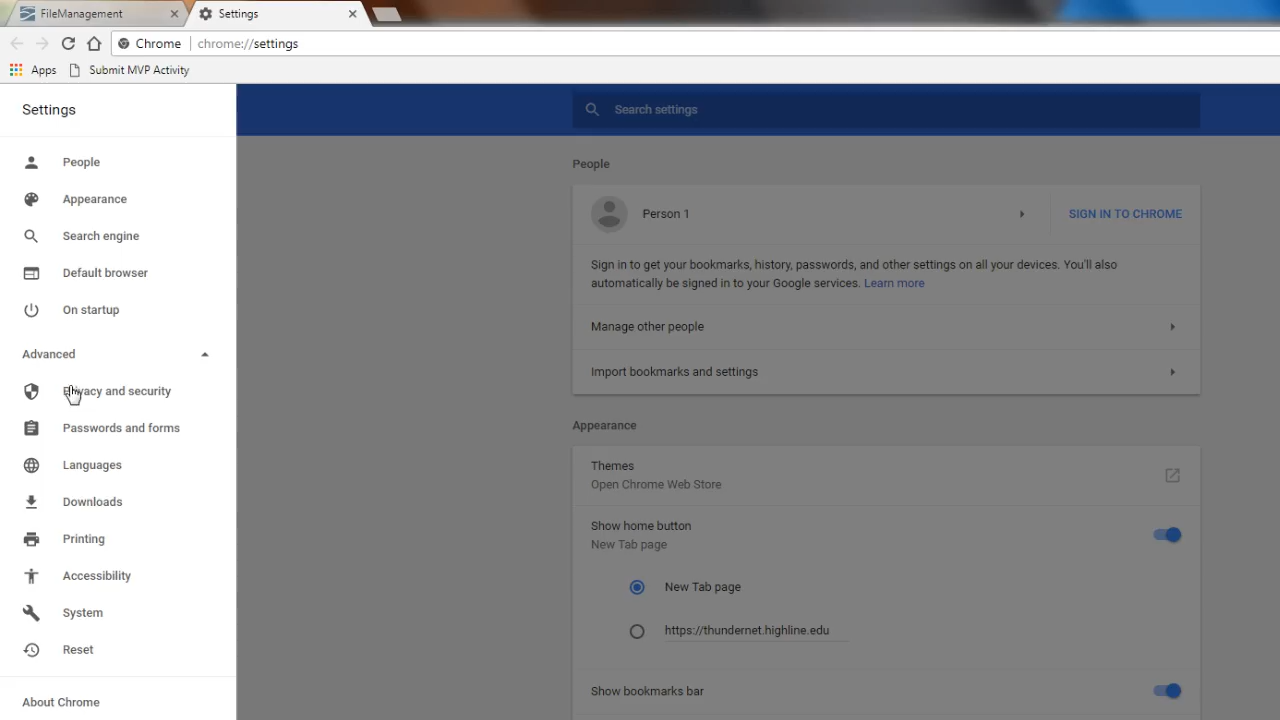 FileManagement
Settings
Chrome
chrome://settings
Apps
Submit MVP Activity
Settings
People
Appearance
Search engine
Default browser
On startup
Advanced
Privacy and security
Passwords and forms
Languages
Downloads
Printing
Accessibility
System
Reset
About Chrome
Search settings
People
Person 1
SIGN IN TO CHROME
Sign in to get your bookmarks, history, passwords, and other settings on all your devices. You'll also
automatically be signed in to your Google services. Learn more
Manage other people
Import bookmarks and settings
Appearance
Themes
Open Chrome Web Store
Show home button
New Tab page
New Tab page
https://thundernet.highline.edu
Show bookmarks bar